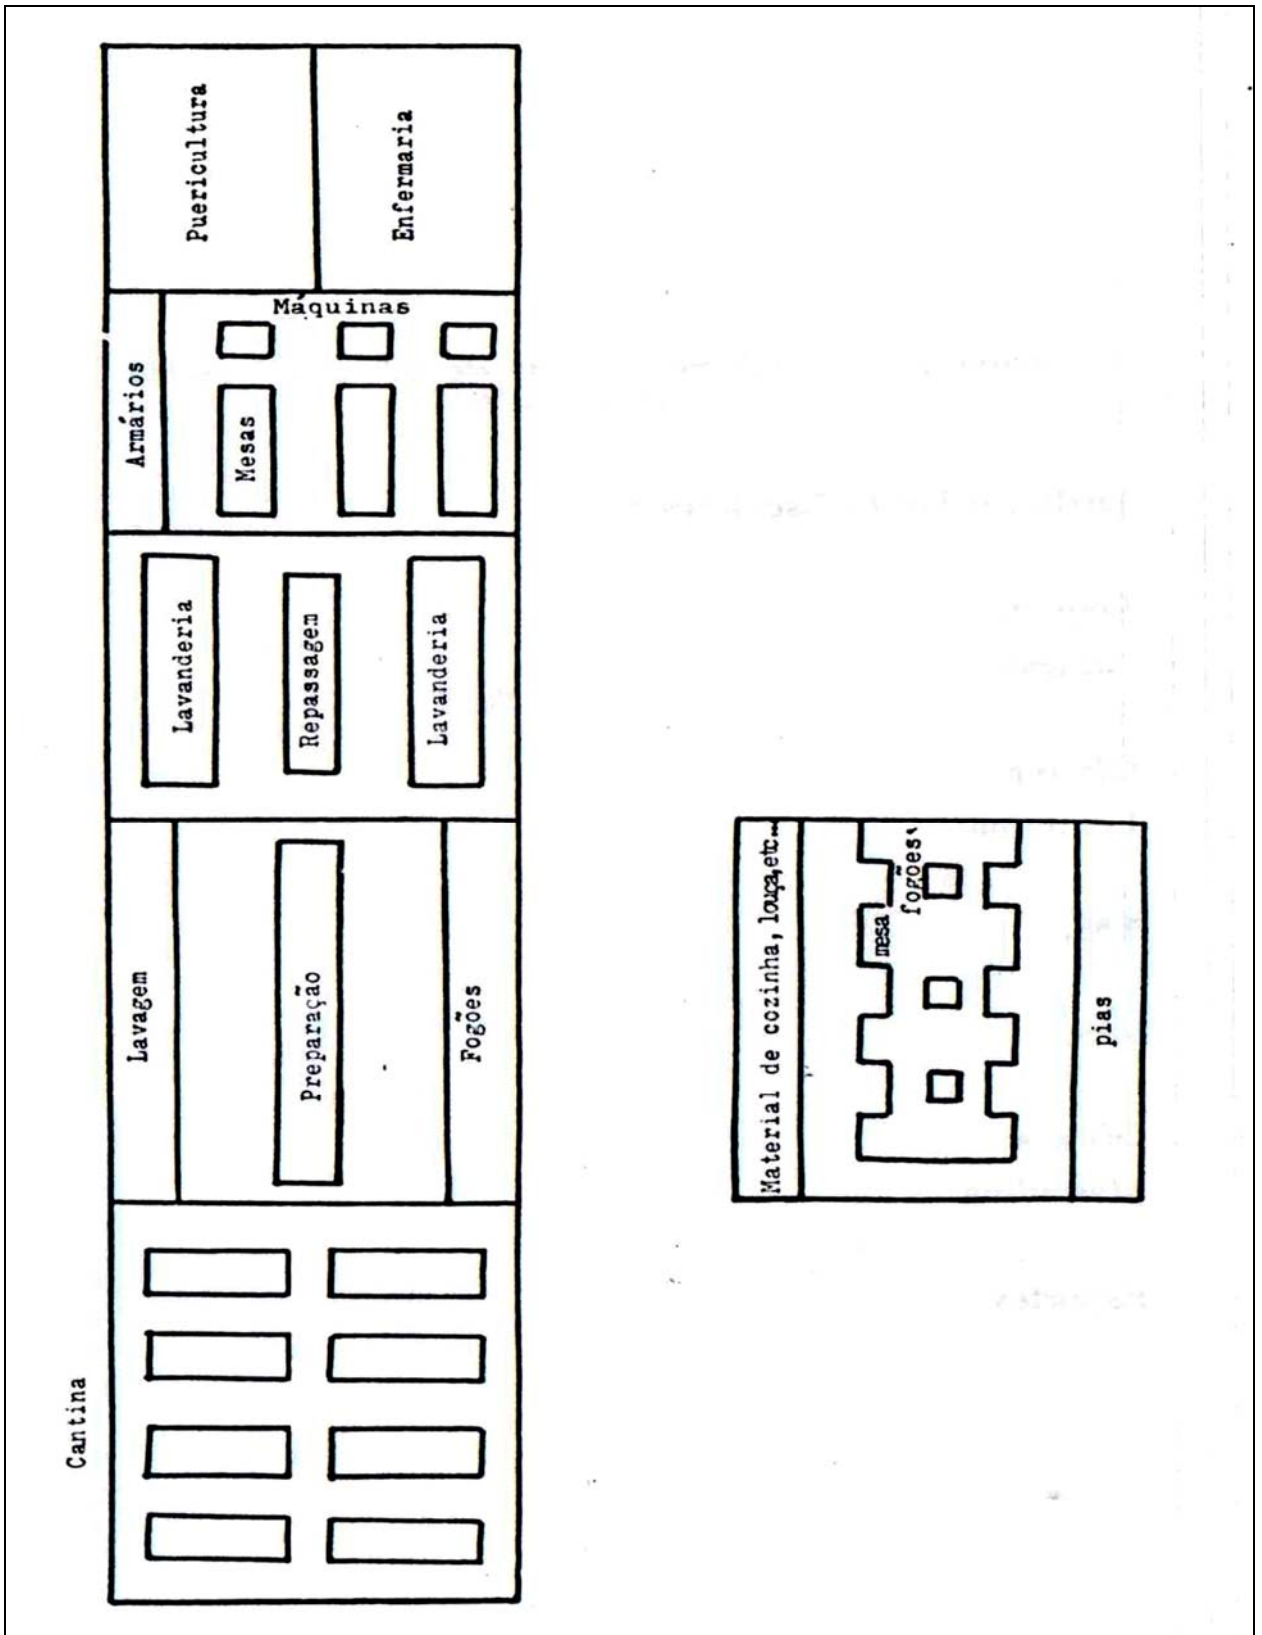 Puericultura
Enfermaria
Máquinas
Armários
Mesas
Lavanderia
Repassagem
Lavanderia
Lavagem
Preparação
Fogões
Cantina
Material de cozinha, louça, etc..
mesa
fogões
pias